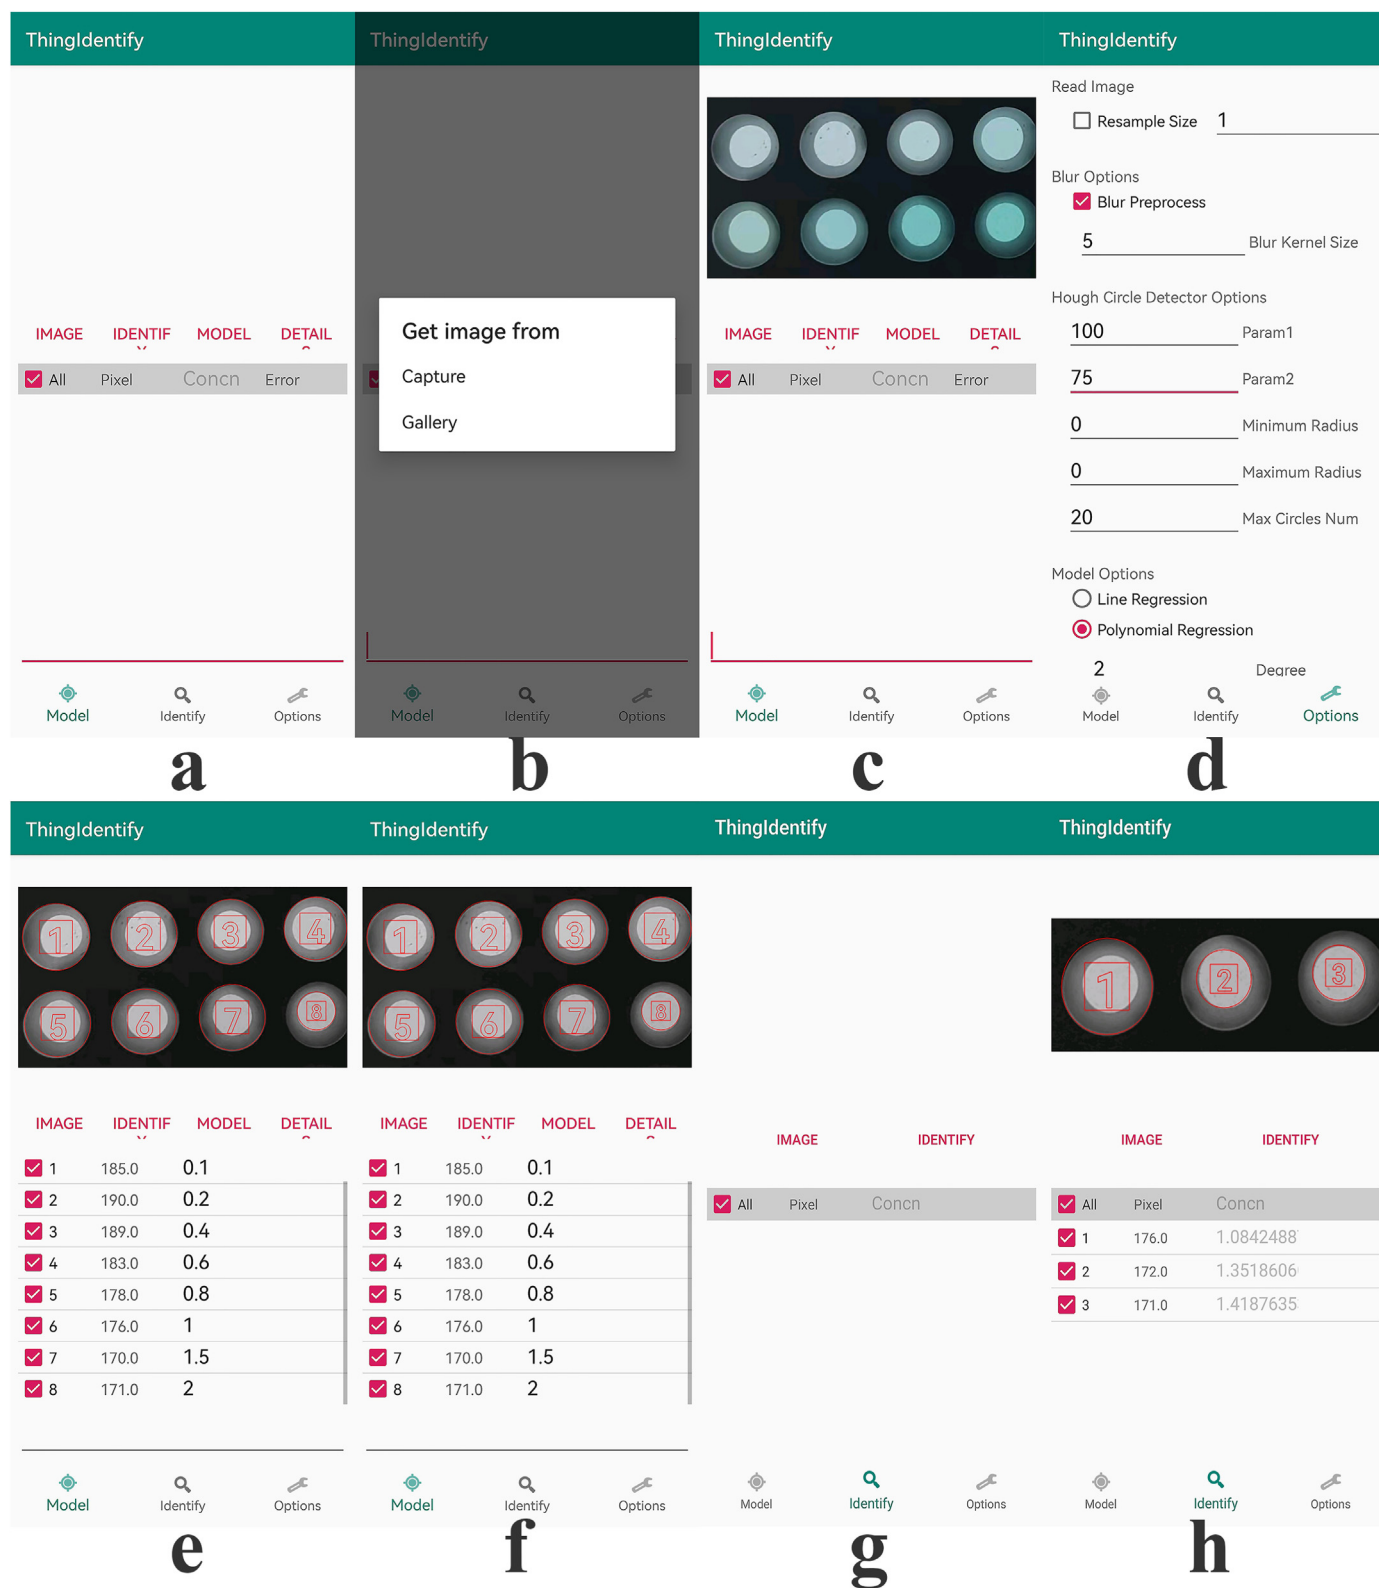 ThingIdentify
IMAGE IDENTIFY MODEL DETAILS
All Pixel Concn Error
Model Identify Options
a
ThingIdentify
Get image from
Capture
Gallery
Model Identify Options
b
ThingIdentify
IMAGE IDENTIFY MODEL DETAILS
All Pixel Concn Error
Model Identify Options
c
ThingIdentify
Read Image
Resample Size 1
Blur Options
Blur Preprocess
5 Blur Kernel Size
Hough Circle Detector Options
100 Param1
75 Param2
0 Minimum Radius
0 Maximum Radius
20 Max Circles Num
Model Options
Line Regression
Polynomial Regression
2 Degree
Model Identify Options
d
ThingIdentify
1 2 3 4
5 6 7 8
IMAGE IDENTIFY MODEL DETAILS
1 185.0 0.1
2 190.0 0.2
3 189.0 0.4
4 183.0 0.6
5 178.0 0.8
6 176.0 1
7 170.0 1.5
8 171.0 2
Model Identify Options
e
ThingIdentify
1 2 3 4
5 6 7 8
IMAGE IDENTIFY MODEL DETAILS
1 185.0 0.1
2 190.0 0.2
3 189.0 0.4
4 183.0 0.6
5 178.0 0.8
6 176.0 1
7 170.0 1.5
8 171.0 2
Model Identify Options
f
ThingIdentify
IMAGE IDENTIFY
All Pixel Concn
Model Identify Options
g
ThingIdentify
1 2 3
IMAGE IDENTIFY
All Pixel Concn
1 176.0 1.0842488
2 172.0 1.3518606
3 171.0 1.4187635
Model Identify Options
h